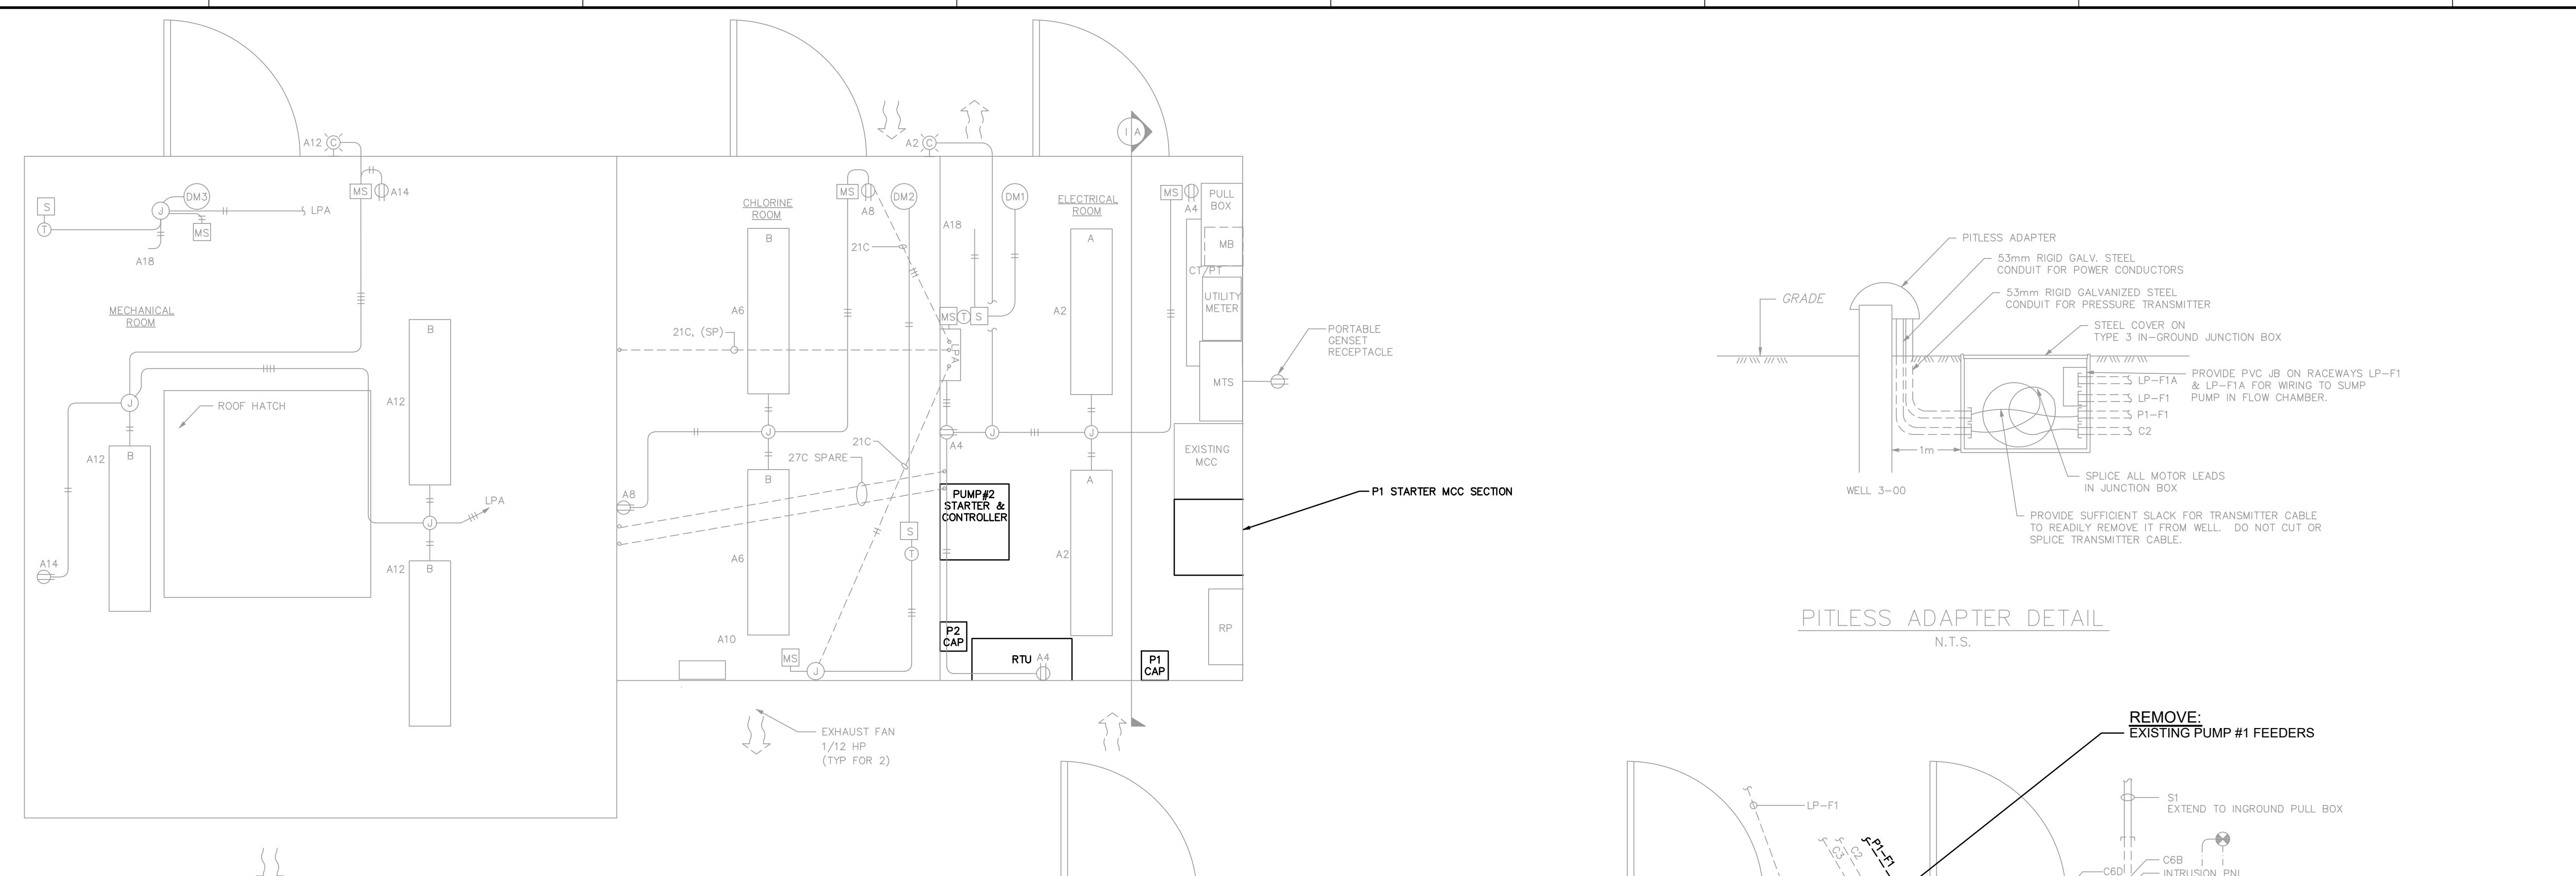 A12
C
A2
C
I A
MS
A14
S
DM3
J
LPA
T
MS
A18
MECHANICAL
ROOM
B
A12
ROOF HATCH
J
A12
B
LPA
J
A14
A12
B
CHLORINE
ROOM
MS
A8
DM2
B
21C
A6
21C, (SP)
J
21C
27C SPARE
A8
B
A6
S
T
A10
MS
J
EXHAUST FAN
1/12 HP
(TYP FOR 2)
A18
DM1
ELECTRICAL
ROOM
A
MS
A4
PULL
BOX
MB
CT/PT
UTILITY
METER
A2
MS
T
S
LPA
MTS
PORTABLE
GENSET
RECEPTACLE
A4
J
J
EXISTING
MCC
PUMP#2
STARTER &
CONTROLLER
A
A2
P1 STARTER MCC SECTION
P2
CAP
RTU
A4
P1
CAP
RP
PITLESS ADAPTER
53mm RIGID GALV. STEEL
CONDUIT FOR POWER CONDUCTORS
GRADE
53mm RIGID GALVANIZED STEEL
CONDUIT FOR PRESSURE TRANSMITTER
STEEL COVER ON
TYPE 3 IN-GROUND JUNCTION BOX
PROVIDE PVC JB ON RACEWAYS LP-F1
& LP-F1A FOR WIRING TO SUMP
PUMP IN FLOW CHAMBER.
LP-F1A
LP-F1
P1-F1
C2
1m
WELL 3-00
SPLICE ALL MOTOR LEADS
IN JUNCTION BOX
PROVIDE SUFFICIENT SLACK FOR TRANSMITTER CABLE
TO READILY REMOVE IT FROM WELL. DO NOT CUT OR
SPLICE TRANSMITTER CABLE.
PITLESS ADAPTER DETAIL
N.T.S.
REMOVE:
EXISTING PUMP #1 FEEDERS
LP-F1
C3
C2
P1-F1
S1
EXTEND TO INGROUND PULL BOX
C6B
C6D
INTRUSION PNL